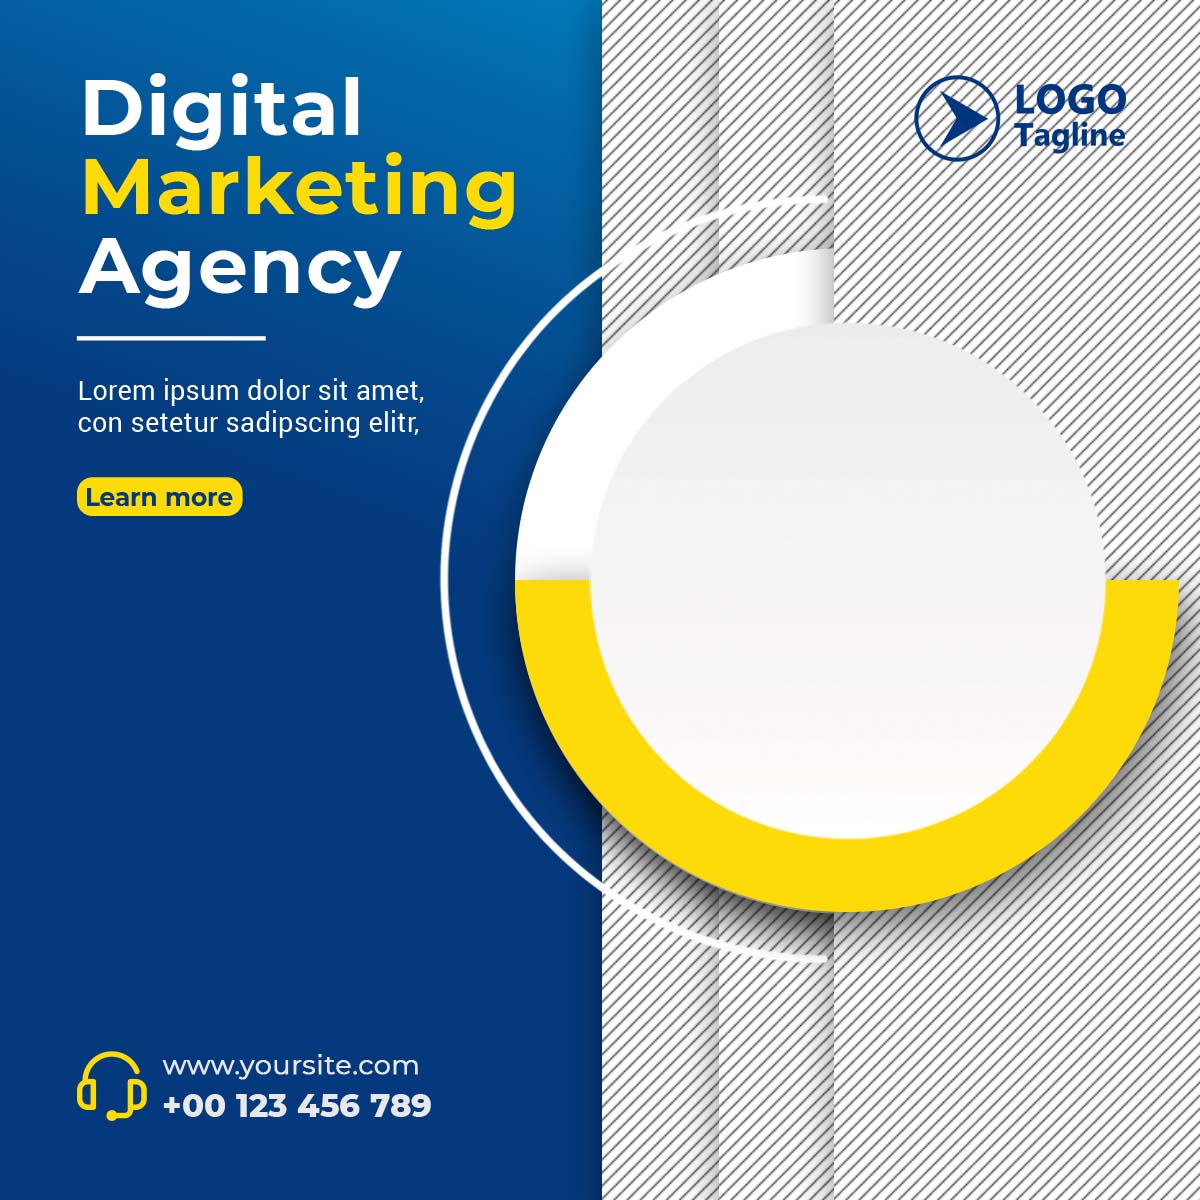 Digital
Marketing
Agency
Lorem ipsum dolor sit amet,
con setetur sadipscing elitr,
Learn more
LOGO
Tagline
www.yoursite.com
+00 123 456 789